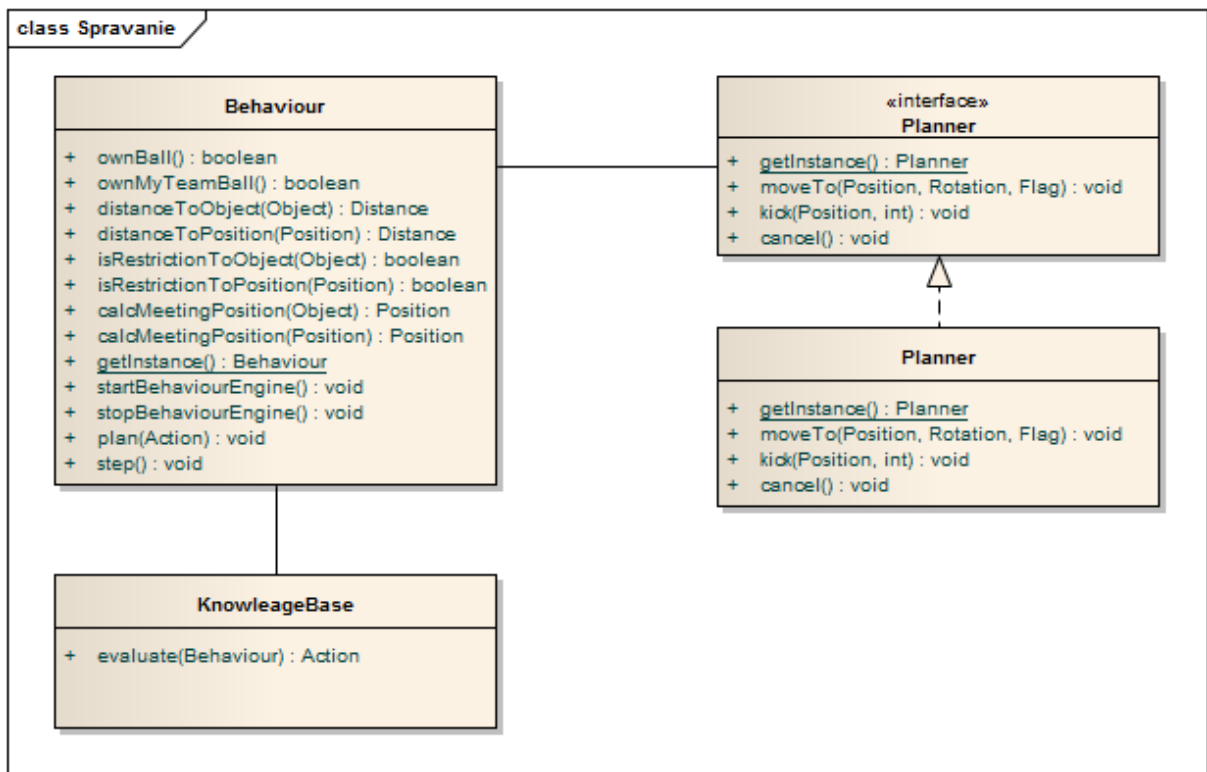 class Spravanie
Behaviour
+ ownBall() : boolean
+ ownMyTeamBall() : boolean
+ distanceToObject(Object) : Distance
+ distanceToPosition(Position) : Distance
+ isRestrictionToObject(Object) : boolean
+ isRestrictionToPosition(Position) : boolean
+ calcMeetingPosition(Object) : Position
+ calcMeetingPosition(Position) : Position
+ getInstance() : Behaviour
+ startBehaviourEngine() : void
+ stopBehaviourEngine() : void
+ plan(Action) : void
+ step() : void
«interface»
Planner
+ getInstance() : Planner
+ moveTo(Position, Rotation, Flag) : void
+ kick(Position, int) : void
+ cancel() : void
Planner
+ getInstance() : Planner
+ moveTo(Position, Rotation, Flag) : void
+ kick(Position, int) : void
+ cancel() : void
KnowleageBase
+ evaluate(Behaviour) : Action